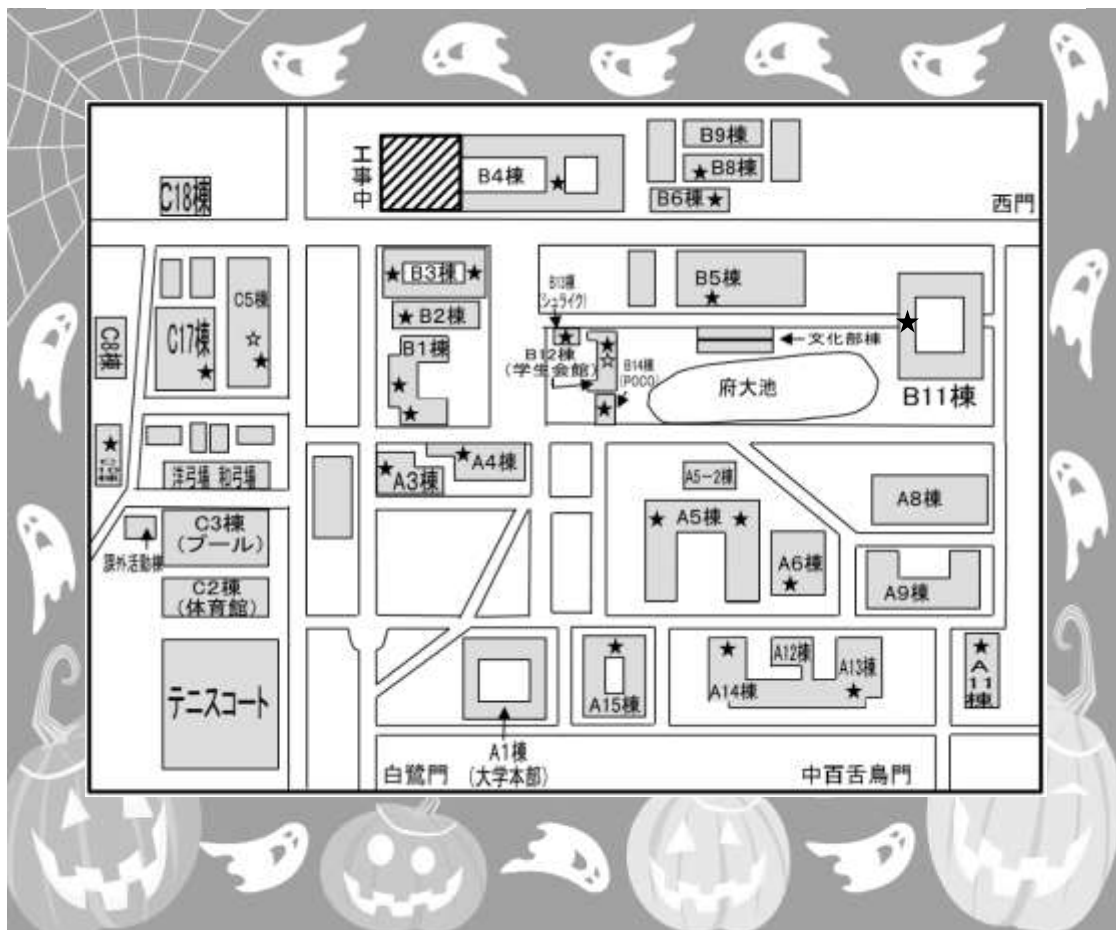 工事中
B4棟
B9棟
★B8棟
B6棟★
西門
C18棟
★B3棟★
★B2棟
B1棟
★
★
C5棟
☆
★
C17棟
★
C8棟
★
B13棟
(シュライク)
★
B12棟
(学生会館)
★
☆
B14棟
(POCO)
★
B5棟
★
←文化部棟
府大池
★
B11棟
洋弓場 和弓場
★
A3棟
★
A4棟
C3棟
(プール)
課外活動棟
C2棟
(体育館)
テニスコート
A5-2棟
★A5棟★
A6棟
★
A8棟
A9棟
★
A14棟
A12棟
A13棟
★
★
A15棟
★
A11棟
A1棟
(大学本部)
白鷺門
中百舌鳥門